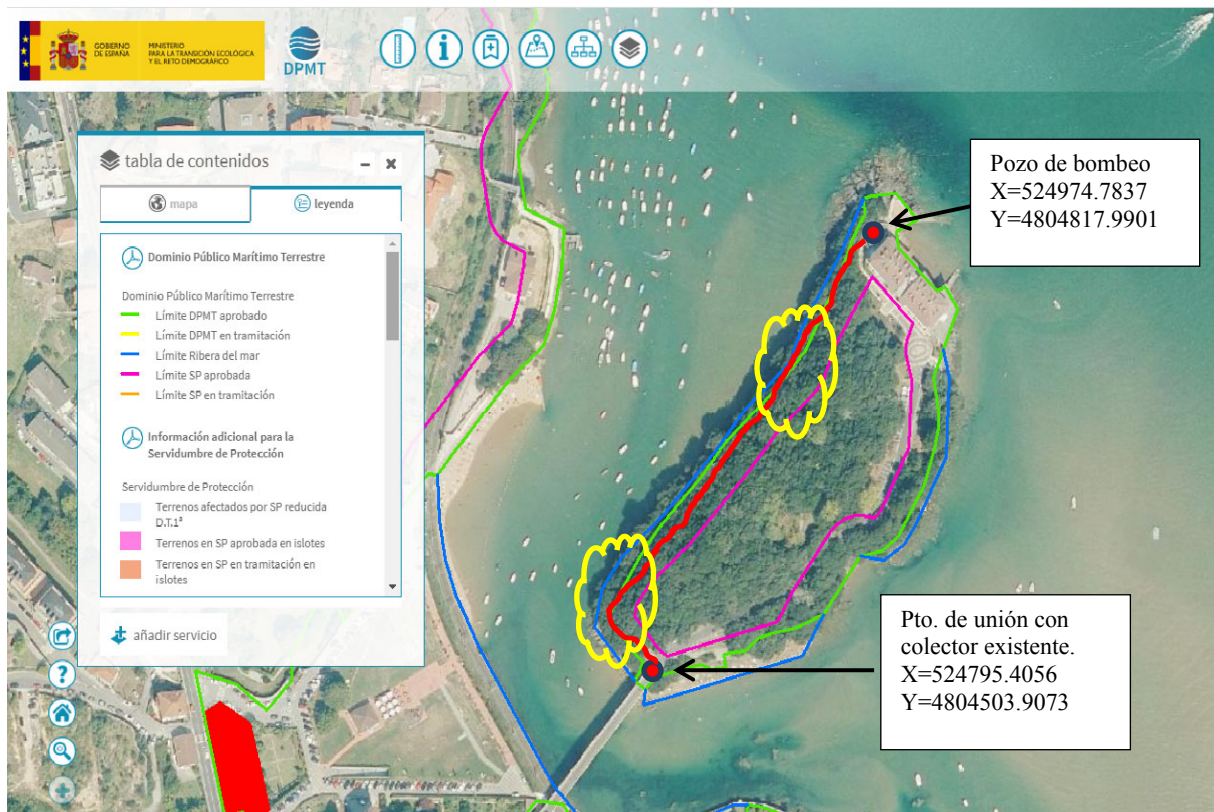 GOBIERNO
DE ESPAÑA
MINISTERIO
PARA LA TRANSICIÓN ECOLÓGICA
Y EL RETO DEMOGRÁFICO
DPMT
tabla de contenidos
mapa
leyenda
Dominio Público Marítimo Terrestre
Dominio Público Marítimo Terrestre
Límite DPMT aprobado
Límite DPMT en tramitación
Límite Ribera del mar
Límite SP aprobada
Límite SP en tramitación
Información adicional para la
Servidumbre de Protección
Servidumbre de Protección
Terrenos afectados por SP reducida
D.T.1ª
Terrenos en SP aprobada en islotes
Terrenos en SP en tramitación en
islotes
añadir servicio
Pozo de bombeo
X=524974.7837
Y=4804817.9901
Pto. de unión con
colector existente.
X=524795.4056
Y=4804503.9073